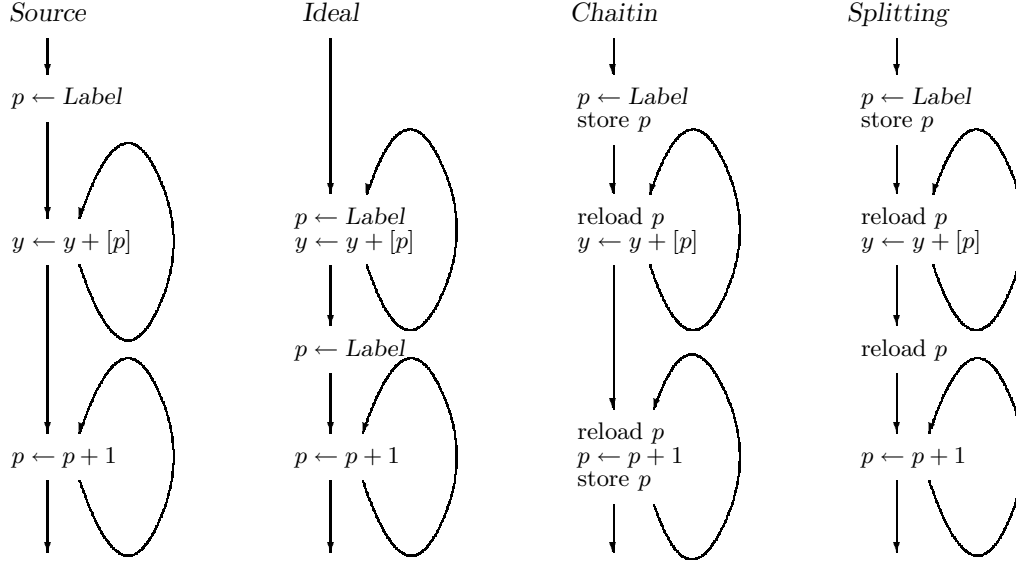 Source
p ← Label
y ← y + [p]
p ← p + 1
Ideal
p ← Label
y ← y + [p]
p ← Label
p ← p + 1
Chaitin
p ← Label
store p
reload p
y ← y + [p]
reload p
p ← p + 1
store p
Splitting
p ← Label
store p
reload p
y ← y + [p]
reload p
p ← p + 1